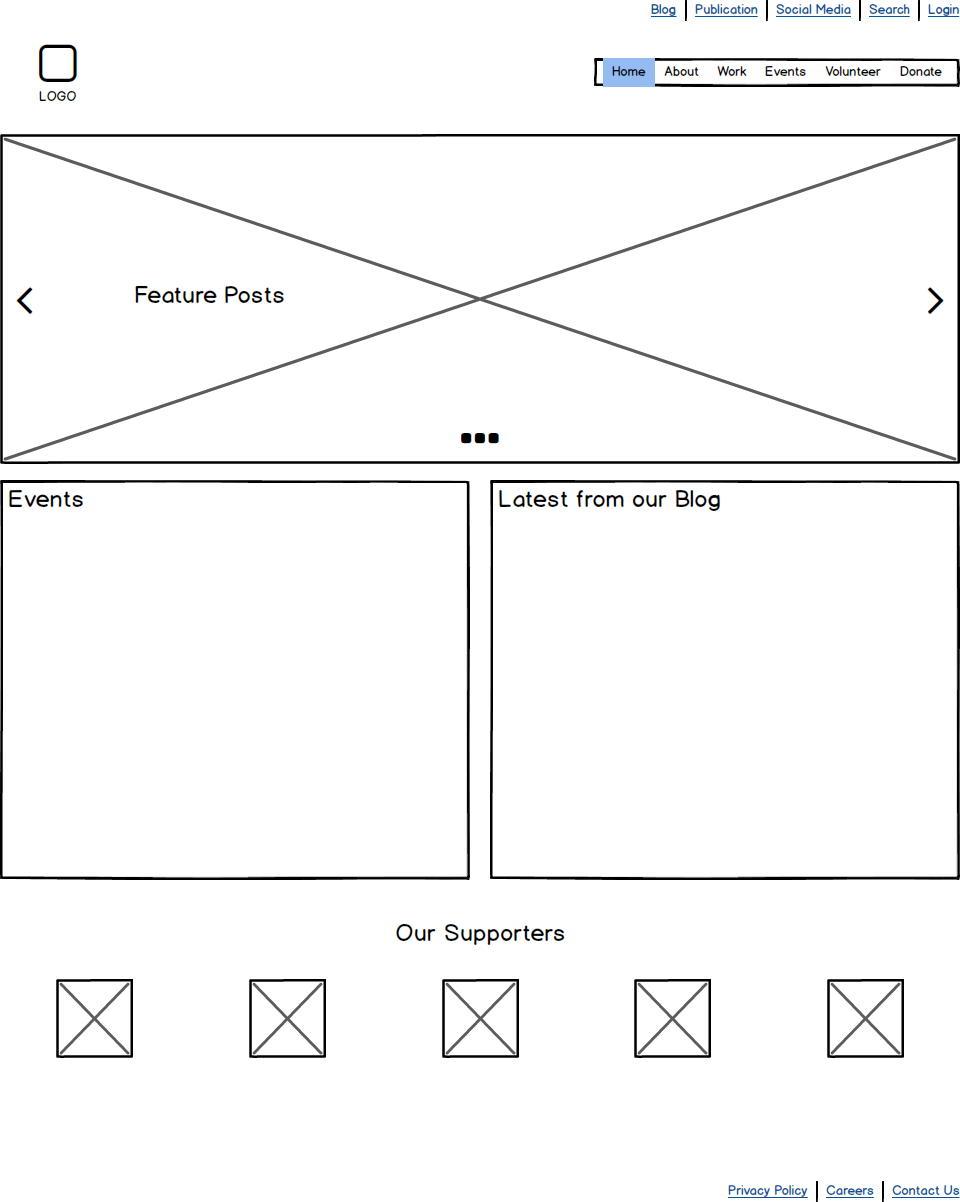 Blog Publication Social Media Search Login
LOGO
Home About Work Events Volunteer Donate
Feature Posts
Events
Latest from our Blog
Our Supporters
Privacy Policy Careers Contact Us